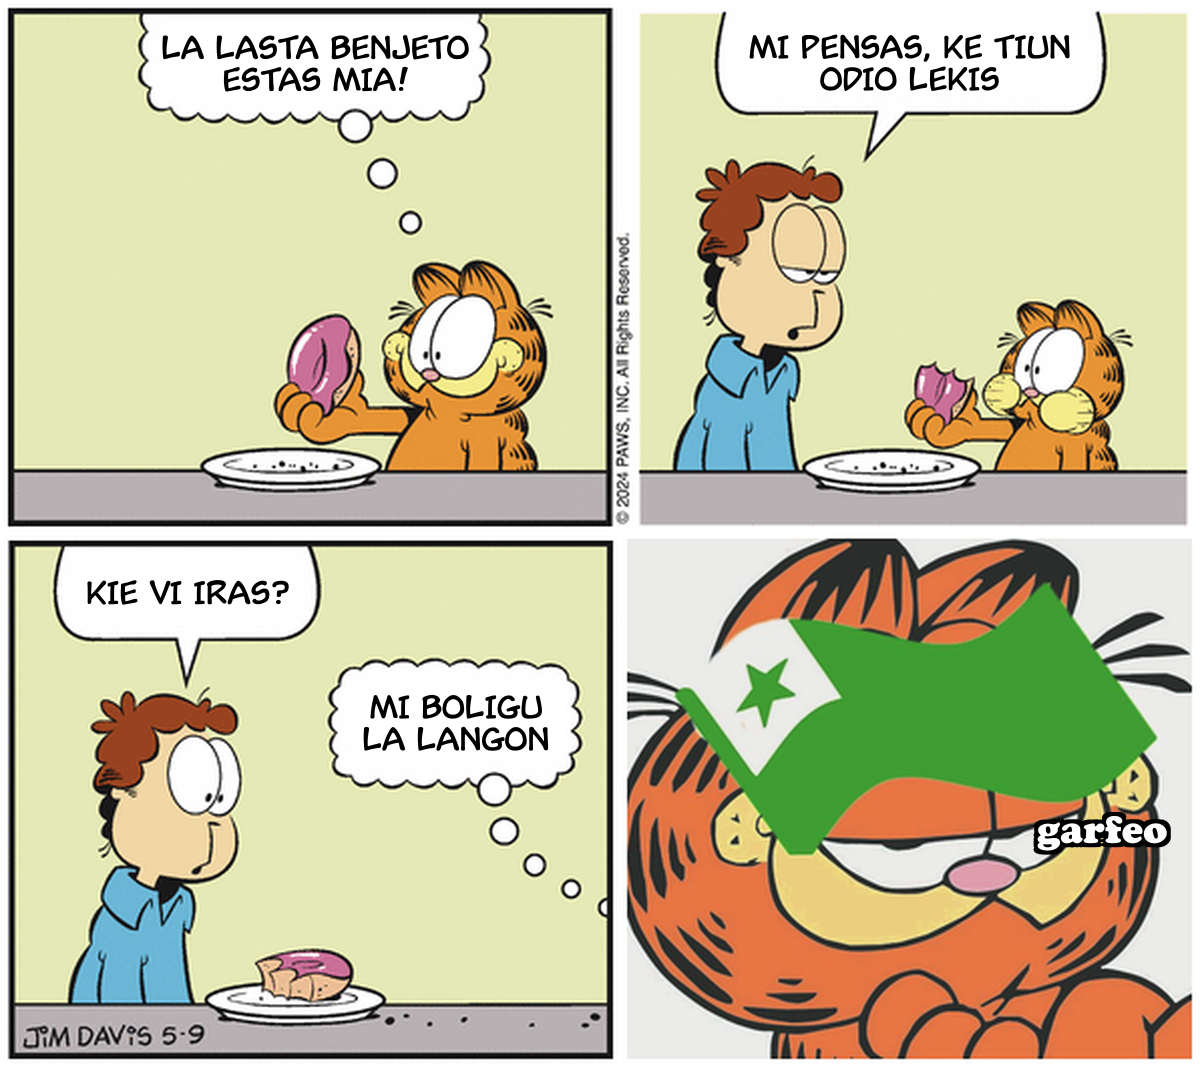 LA LASTA BENJETO
ESTAS MIA!
© 2024 PAWS, INC. All Rights Reserved.
MI PENSAS, KE TIUN
ODIO LEKIS
KIE VI IRAS?
MI BOLIGU
LA LANGON
JIM DAVIS 5-9
garfeo